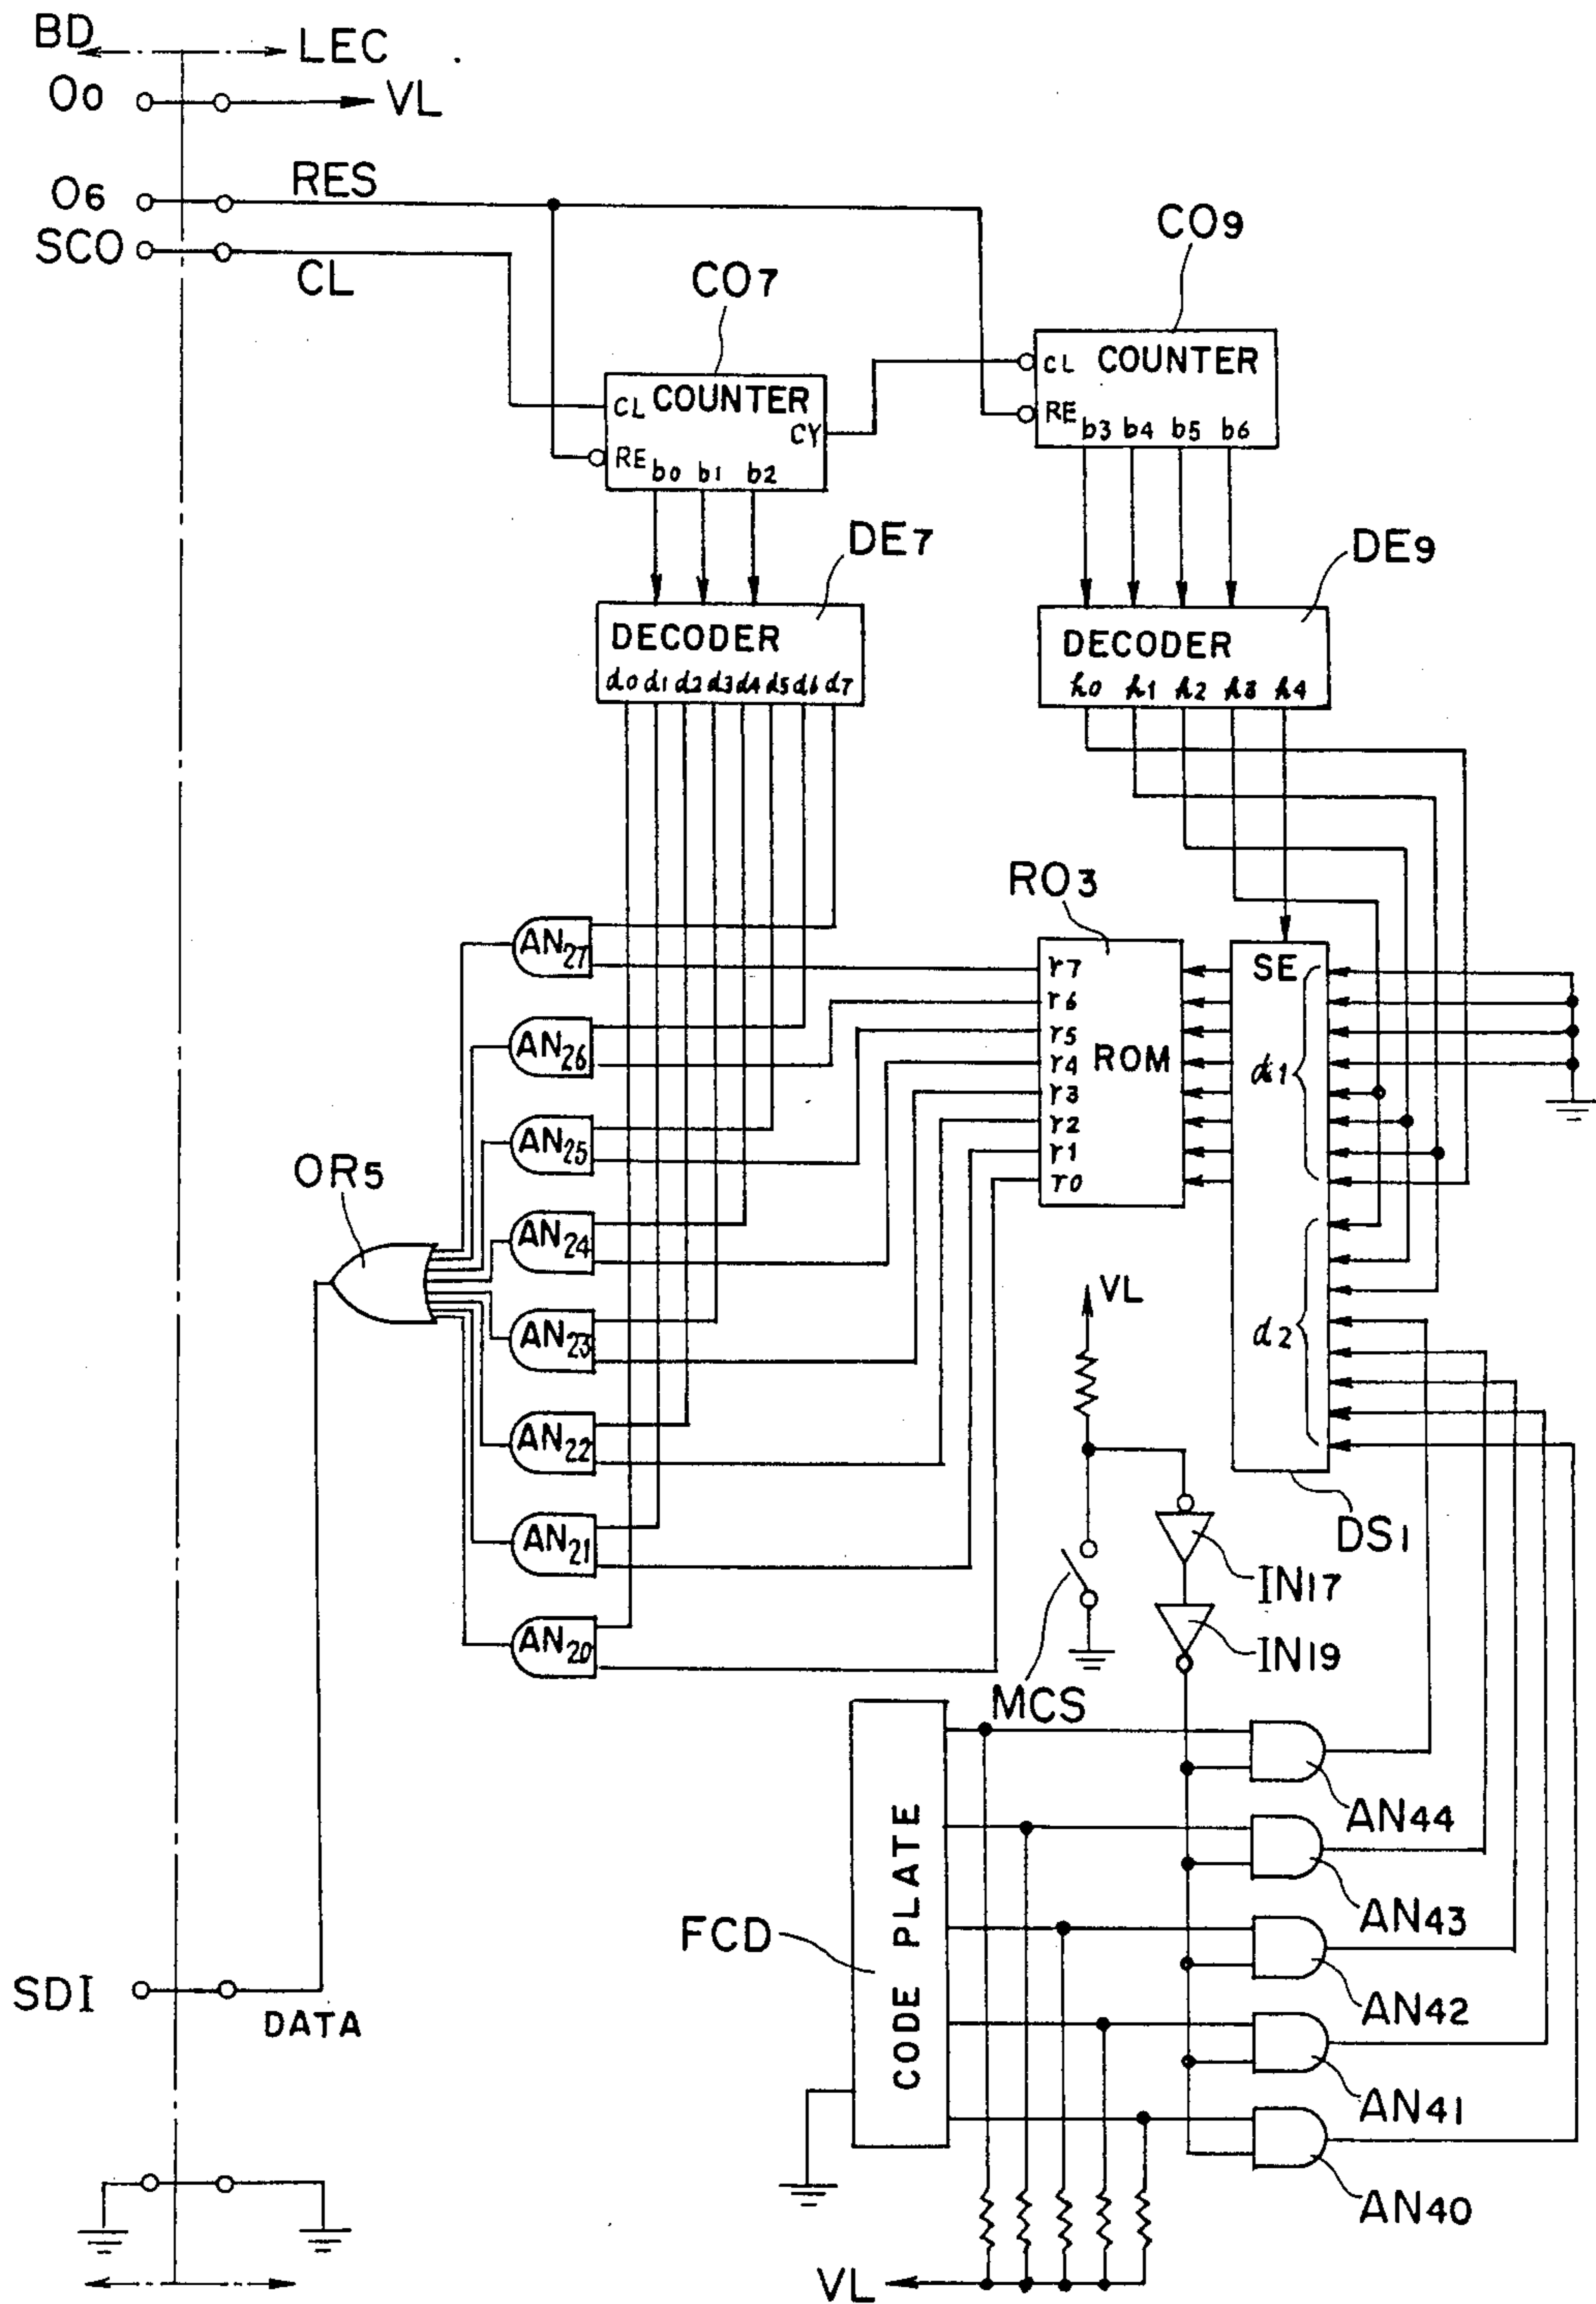 BD LEC
O0 VL
O6 RES
SCO CL
CO7
CO9
CL COUNTER
RE CY
b0 b1 b2
CL COUNTER
RE
b3 b4 b5 b6
DE7
DE9
DECODER
d0 d1 d2 d3 d4 d5 d6 d7
DECODER
h0 h1 h2 h3 h4
RO3
AN27
AN26
AN25
AN24
AN23
AN22
AN21
AN20
OR5
r7
r6
r5
r4
r3
r2
r1
r0
ROM
SE
α1
α2
DS1
VL
IN17
IN19
MCS
FCD
CODE PLATE
AN44
AN43
AN42
AN41
AN40
SDI
DATA
VL